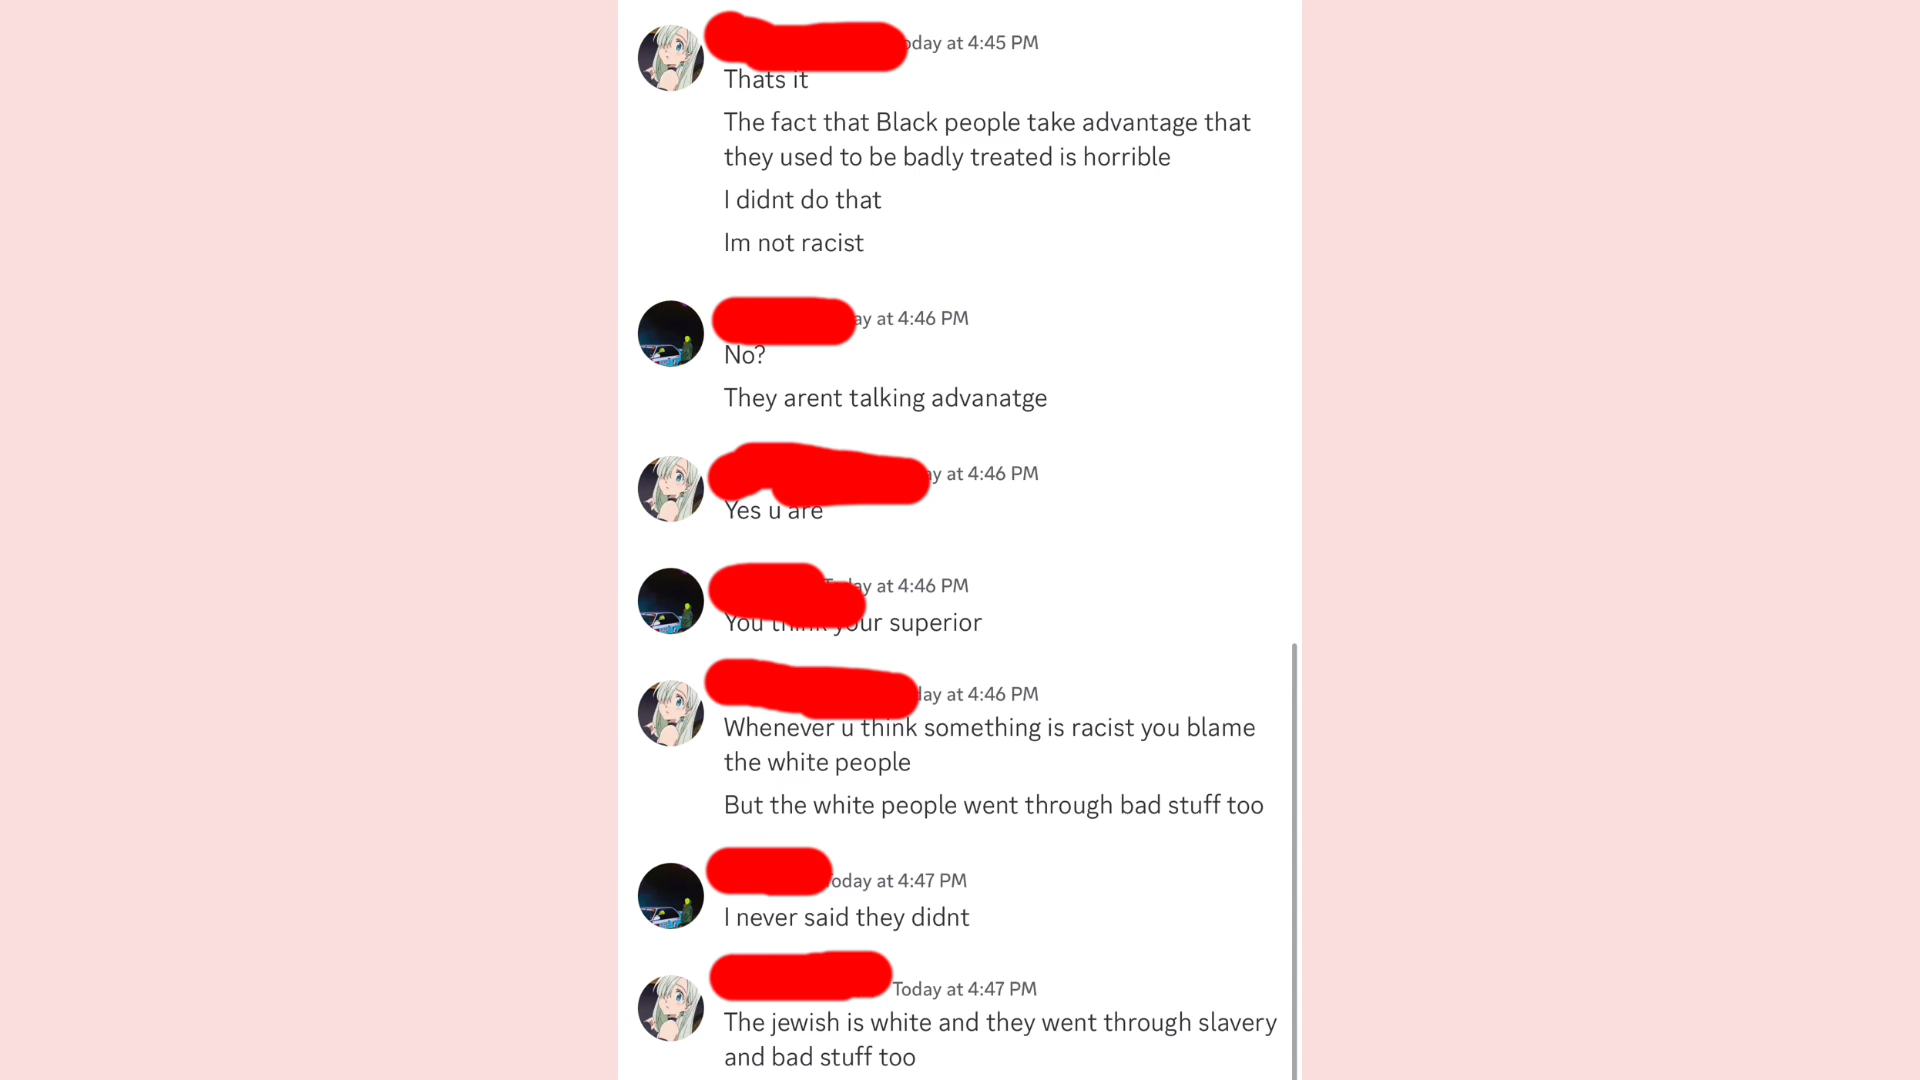 oday at 4:45 PM
Thats it
The fact that Black people take advantage that
they used to be badly treated is horrible
I didnt do that
Im not racist
ay at 4:46 PM
No?
They arent talking advanatge
ay at 4:46 PM
Yes u are
Today at 4:46 PM
You think your superior
day at 4:46 PM
Whenever u think something is racist you blame
the white people
But the white people went through bad stuff too
oday at 4:47 PM
I never said they didnt
Today at 4:47 PM
The jewish is white and they went through slavery
and bad stuff too